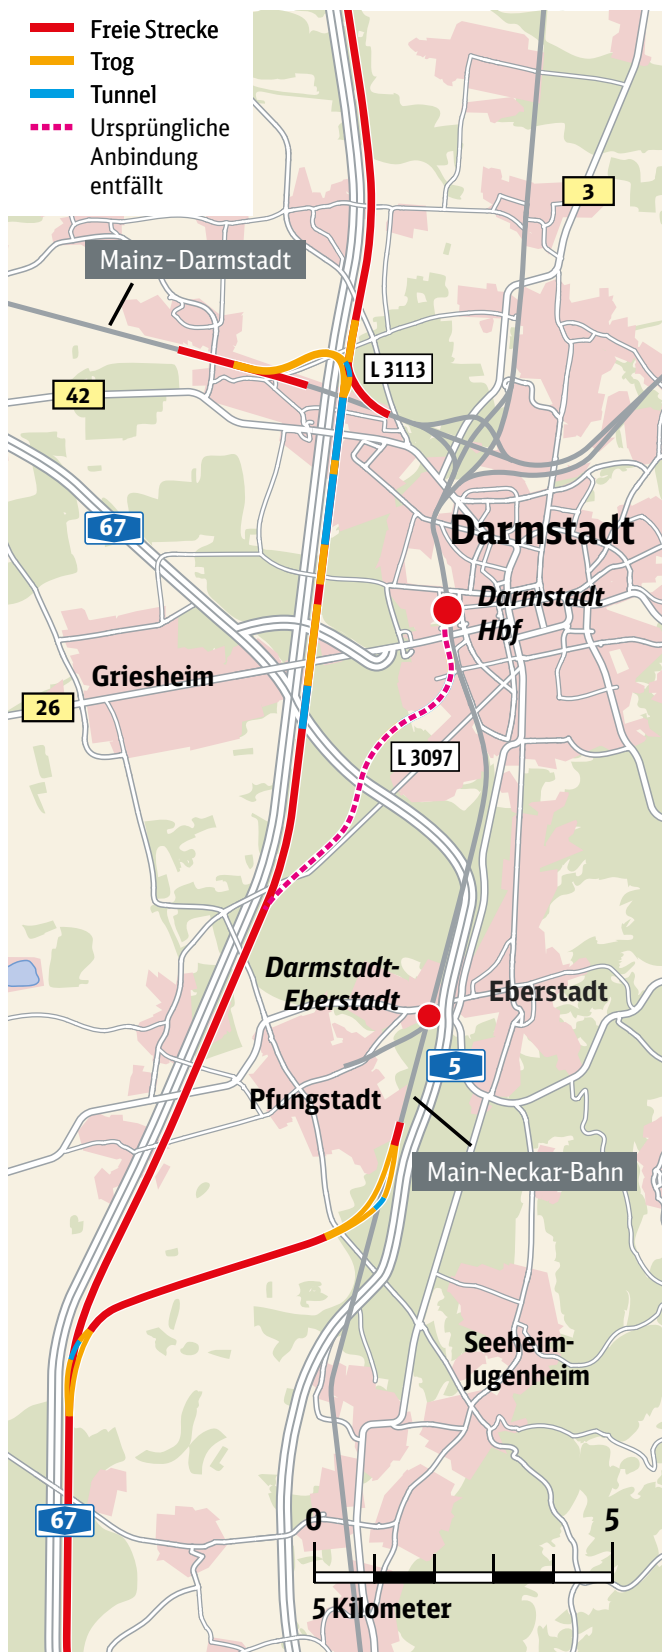 Freie Strecke
Trog
Tunnel
Ursprüngliche
Anbindung
entfällt
3
Mainz–Darmstadt
L 3113
42
67
Darmstadt
Darmstadt
Hbf
Griesheim
26
L 3097
Darmstadt-
Eberstadt
Eberstadt
5
Pfungstadt
Main-Neckar-Bahn
Seeheim-
Jugenheim
67
0 5
5 Kilometer